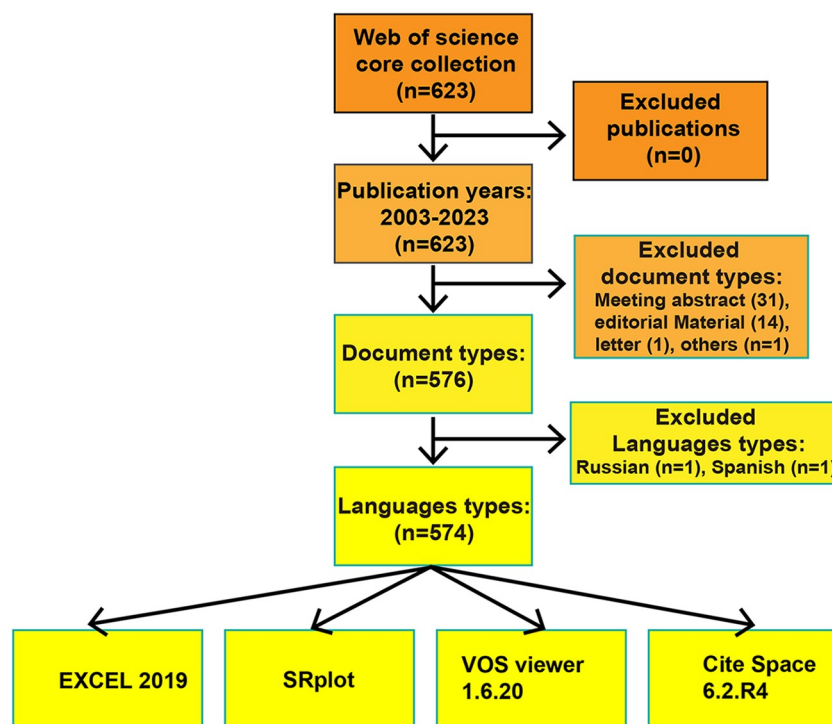 Web of science
core collection
(n=623)
Excluded
publications
(n=0)
Publication years:
2003-2023
(n=623)
Excluded
document types:
Meeting abstract (31),
editorial Material (14),
letter (1), others (n=1)
Document types:
(n=576)
Excluded
Languages types:
Russian (n=1), Spanish (n=1)
Languages types:
(n=574)
EXCEL 2019
SRplot
VOS viewer
1.6.20
Cite Space
6.2.R4